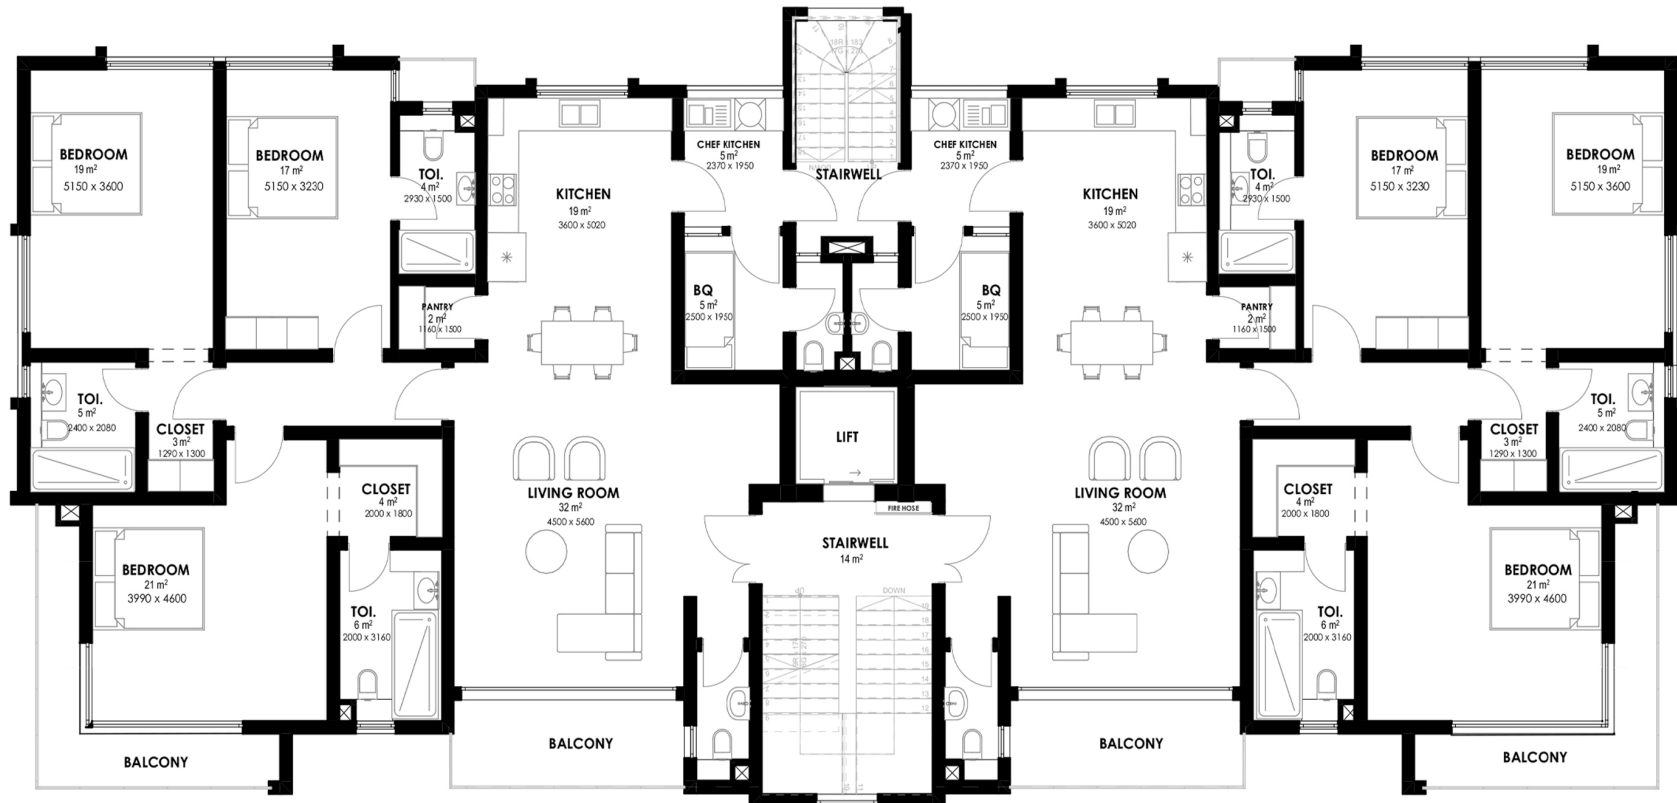 BEDROOM
19 m²
5150 x 3600
BEDROOM
17 m²
5150 x 3230
TOI.
4 m²
2930 x 1500
KITCHEN
19 m²
3600 x 5020
CHEF KITCHEN
5 m²
2370 x 1950
STAIRWELL
DOWN
UP
CHEF KITCHEN
5 m²
2370 x 1950
KITCHEN
19 m²
3600 x 5020
TOI.
4 m²
2930 x 1500
BEDROOM
17 m²
5150 x 3230
BEDROOM
19 m²
5150 x 3600
PANTRY
2 m²
1160 x 1500
BQ
5 m²
2500 x 1950
BQ
5 m²
2500 x 1950
PANTRY
2 m²
1160 x 1500
TOI.
5 m²
2400 x 2080
CLOSET
3 m²
1290 x 1300
LIFT
CLOSET
3 m²
1290 x 1300
TOI.
5 m²
2400 x 2080
CLOSET
4 m²
2000 x 1800
LIVING ROOM
32 m²
4500 x 5600
FIRE HOSE
LIVING ROOM
32 m²
4500 x 5600
CLOSET
4 m²
2000 x 1800
STAIRWELL
14 m²
BEDROOM
21 m²
3990 x 4600
TOI.
6 m²
2000 x 3160
UP
DOWN
TOI.
6 m²
2000 x 3160
BEDROOM
21 m²
3990 x 4600
BALCONY
BALCONY
BALCONY
BALCONY